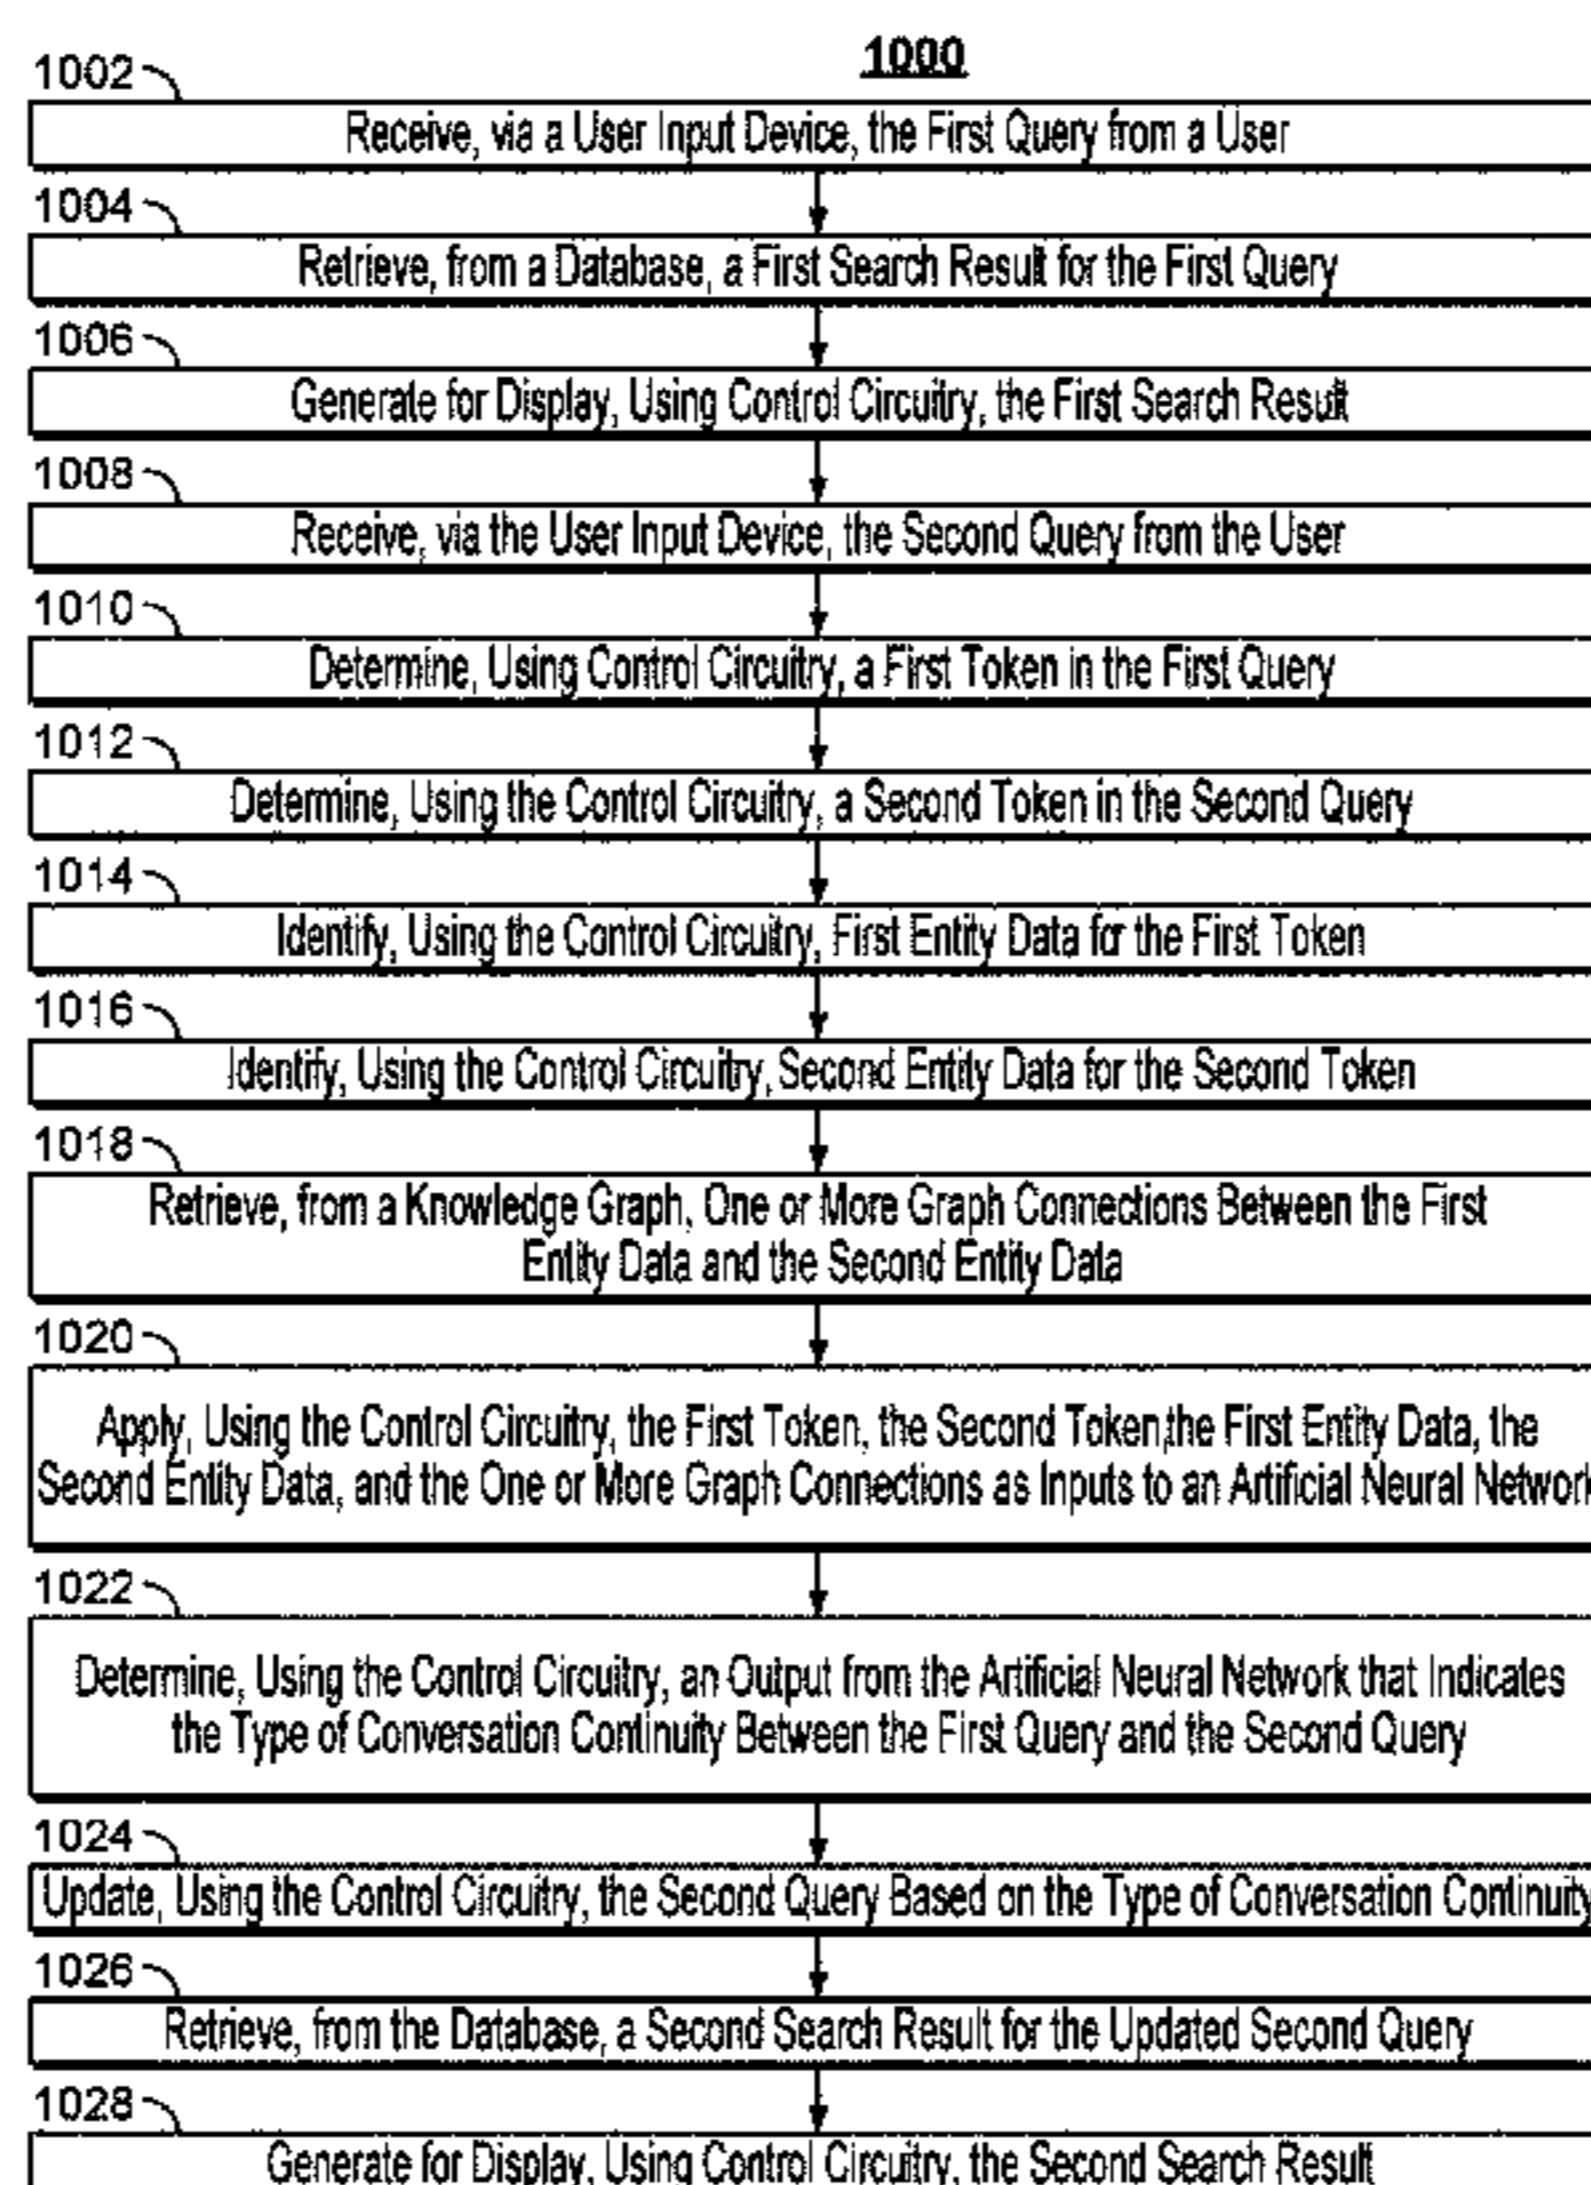 1000
1002
Receive, via a User Input Device, the First Query from a User
1004
Retrieve, from a Database, a First Search Result for the First Query
1006
Generate for Display, Using Control Circuitry, the First Search Result
1008
Receive, via the User Input Device, the Second Query from the User
1010
Determine, Using Control Circuitry, a First Token in the First Query
1012
Determine, Using the Control Circuitry, a Second Token in the Second Query
1014
Identify, Using the Control Circuitry, First Entity Data for the First Token
1016
Identify, Using the Control Circuitry, Second Entity Data for the Second Token
1018
Retrieve, from a Knowledge Graph, One or More Graph Connections Between the First
Entity Data and the Second Entity Data
1020
Apply, Using the Control Circuitry, the First Token, the Second Token,the First Entity Data, the
Second Entity Data, and the One or More Graph Connections as Inputs to an Artificial Neural Network
1022
Determine, Using the Control Circuitry, an Output from the Artificial Neural Network that Indicates
the Type of Conversation Continuity Between the First Query and the Second Query
1024
Update, Using the Control Circuitry, the Second Query Based on the Type of Conversation Continuity
1026
Retrieve, from the Database, a Second Search Result for the Updated Second Query
1028
Generate for Display, Using Control Circuitry, the Second Search Result